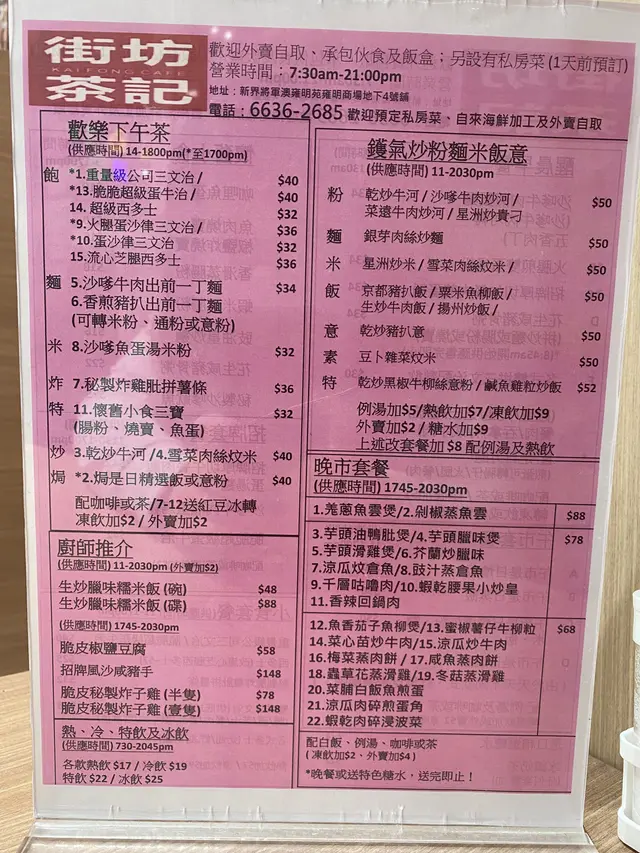 街坊
KAI FONG CAFE
茶記
歡迎外賣自取、承包伙食及飯盒；另設有私房菜 (1天前預訂)
營業時間：7:30am-21:00pm
地址：新界將軍澳雍明苑雍明商場地下4號舖
電話：6636-2685 歡迎預定私房菜、自來海鮮加工及外賣自取
歡樂下午茶
(供應時間) 14-1800pm(*至1700pm)
飽 *1.重量級公司三文治 / $40
*13.脆脆超級蛋牛治 / $40
14. 超級西多士 $32
*9.火腿蛋沙律三文治 / $36
*10.蛋沙律三文治 / $32
15.流心芝腿西多士 $36
麵 5.沙嗲牛肉出前一丁麵 / $34
6.香煎豬扒出前一丁麵
(可轉米粉、通粉或意粉)
米 8.沙嗲魚蛋湯米粉 $32
炸 7.秘製炸雞肶拼薯條 $36
特 11.懷舊小食三寶 $32
(腸粉、燒賣、魚蛋)
炒 3.乾炒牛河 /4.雪菜肉絲炆米 $40
焗 *2.焗是日精選飯或意粉 $40
配咖啡或茶/7-12送紅豆冰轉
凍飲加$2 / 外賣加$2
廚師推介
(供應時間) 11-2030pm (外賣加$2)
生炒臘味糯米飯 (碗) $48
生炒臘味糯米飯 (碟) $88
(供應時間) 1745-2030pm
脆皮椒鹽豆腐 $58
招牌風沙咸豬手 $148
脆皮秘製炸子雞 (半隻) $78
脆皮秘製炸子雞 (壹隻) $148
熱、冷、特飲及冰飲
(供應時間) 730-2045pm
各款熱飲 $17 / 冷飲 $19
特飲 $22 / 冰飲 $25
鑊氣炒粉麵米飯意
(供應時間) 11-2030pm
粉 乾炒牛河 / 沙嗲牛肉炒河 / $50
菜遠牛肉炒河 / 星洲炒貴刁
麵 銀芽肉絲炒麵 $50
米 星洲炒米 / 雪菜肉絲炆米 / $50
飯 京都豬扒飯 / 粟米魚柳飯 / $50
生炒牛肉飯 / 揚州炒飯 /
意 乾炒豬扒意 $50
素 豆卜雜菜炆米 $50
特 乾炒黑椒牛柳絲意粉 / 鹹魚雞粒炒飯 $52
例湯加$5/熱飲加$7/凍飲加$9
外賣加$2 / 糖水加$9
上述改套餐加 $8 配例湯及熱飲
晚市套餐
(供應時間) 1745-2030pm
1.羌蔥魚雲煲 /2.剁椒蒸魚雲 $88
3.芋頭油鴨肶煲 /4.芋頭臘味煲 $78
5.芋頭滑雞煲 /6.芥蘭炒臘味
7.涼瓜炆倉魚 /8.豉汁蒸倉魚
9.千層咕嚕肉/10.蝦乾腰果小炒皇
11.香辣回鍋肉
12.魚香茄子魚柳煲/13.蜜椒薯仔牛柳粒 $68
14.菜心苗炒牛肉/15.涼瓜炒牛肉
16.梅菜蒸肉餅 / 17.咸魚蒸肉餅
18.蟲草花蒸滑雞/19.冬菇蒸滑雞
20.菜脯白飯魚煎蛋
21.涼瓜肉碎煎蛋角
22.蝦乾肉碎浸波菜
配白飯、例湯、咖啡或茶
( 凍飲加$2、外賣加$4 )
*晚餐或送特色糖水，送完即止！